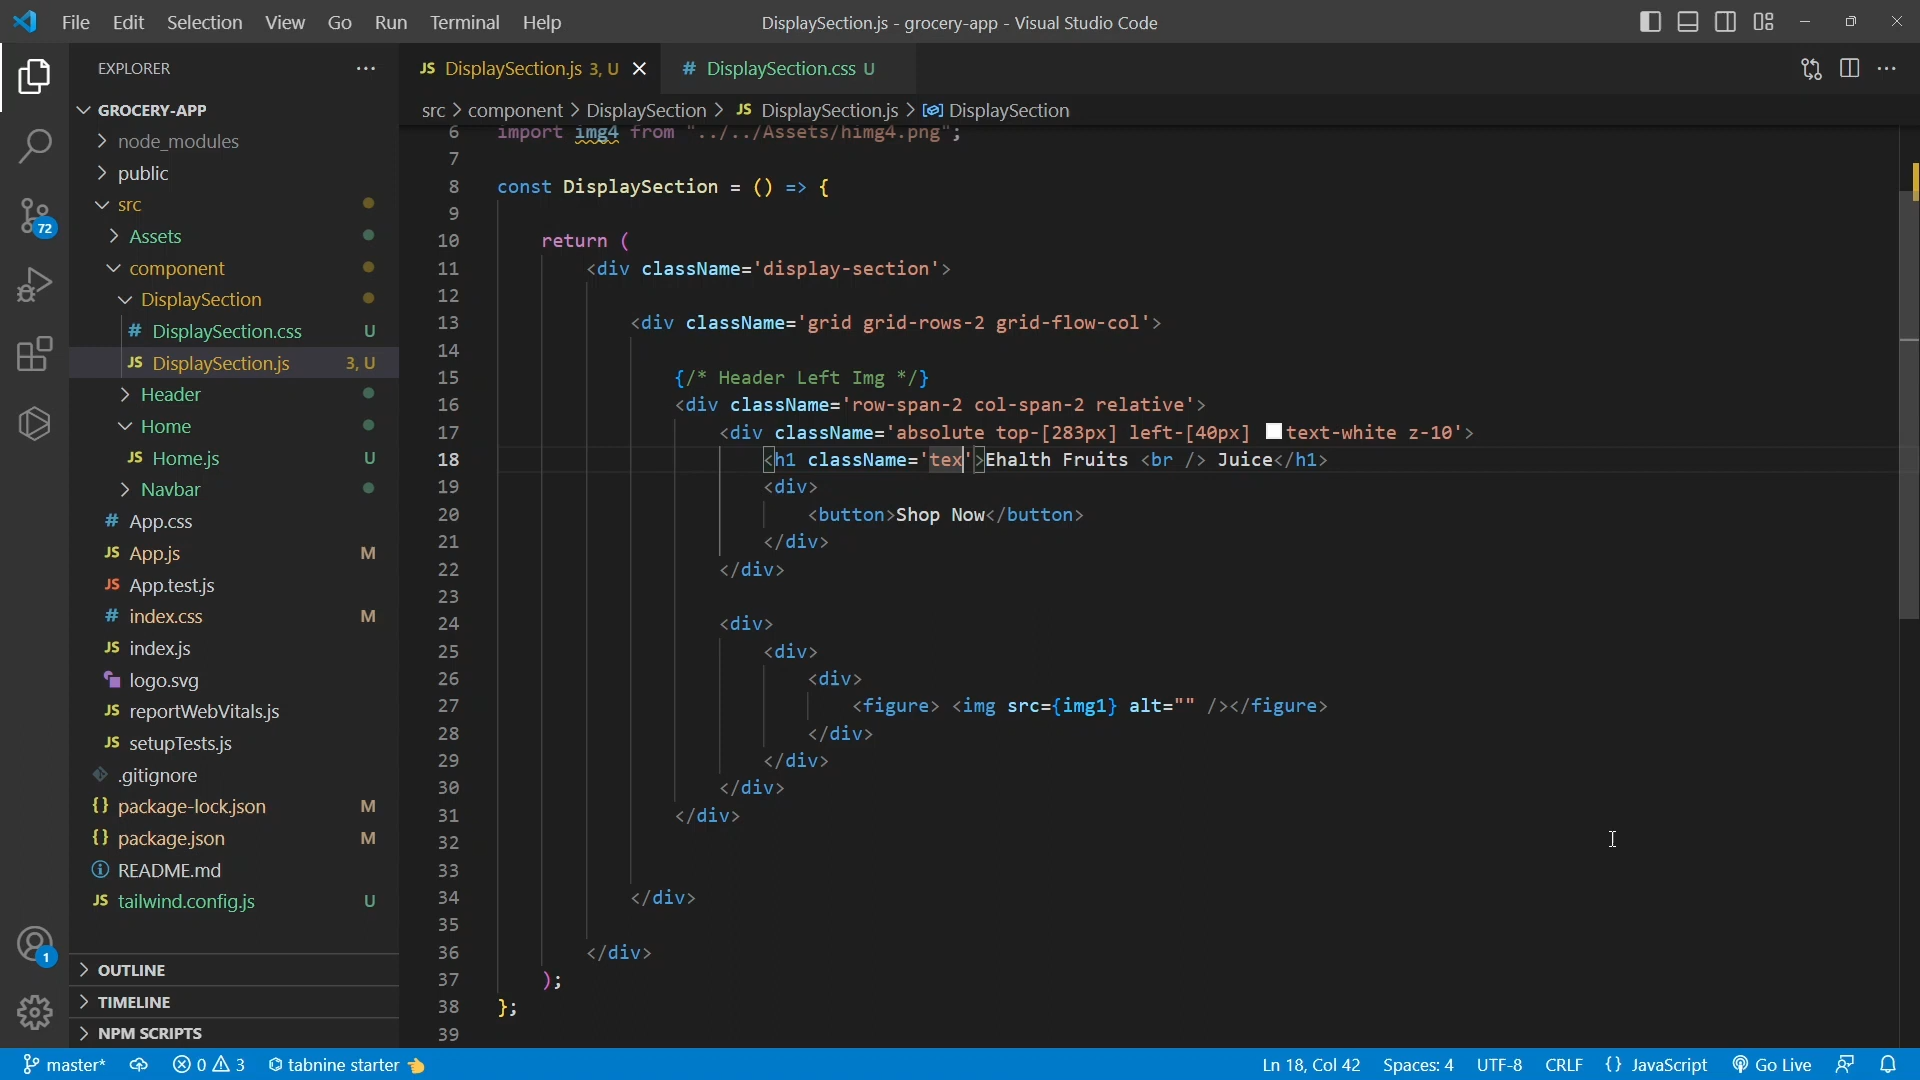 File Edit Selection View Go Run Terminal Help
DisplaySection.js - grocery-app - Visual Studio Code
EXPLORER
GROCERY-APP
node_modules
public
src
Assets
component
DisplaySection
DisplaySection.css U
DisplaySection.js 3, U
Header
Home
Home.js U
Navbar
App.css
App.js M
App.test.js
index.css M
index.js
logo.svg
reportWebVitals.js
setupTests.js
.gitignore
package-lock.json M
package.json M
README.md
tailwind.config.js U
OUTLINE
TIMELINE
NPM SCRIPTS
72
1
JS DisplaySection.js 3, U
# DisplaySection.css U
src > component > DisplaySection > JS DisplaySection.js > DisplaySection
6 import img4 from "../../Assets/himg4.png";
7
8 const DisplaySection = () => {
9
10 return (
11 <div className='display-section'>
12
13 <div className='grid grid-rows-2 grid-flow-col'>
14
15 {/* Header Left Img */}
16 <div className='row-span-2 col-span-2 relative'>
17 <div className='absolute top-[283px] left-[40px] text-white z-10'>
18 <h1 className='tex'>Ehalth Fruits <br /> Juice</h1>
19 <div>
20 <button>Shop Now</button>
21 </div>
22 </div>
23
24 <div>
25 <div>
26 <div>
27 <figure> <img src={img1} alt="" /></figure>
28 </div>
29 </div>
30 </div>
31 </div>
32
33
34 </div>
35
36 </div>
37 );
38 };
39
master* 0 3 tabnine starter
Ln 18, Col 42 Spaces: 4 UTF-8 CRLF {} JavaScript Go Live